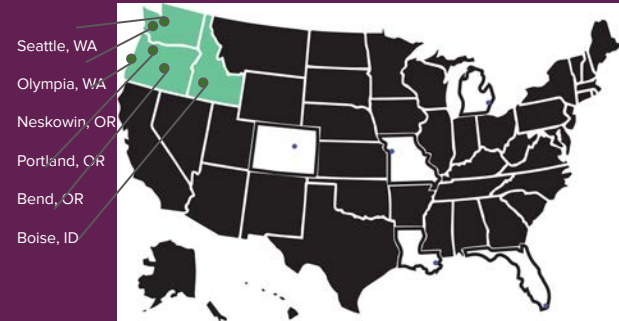 Seattle, WA
Olympia, WA
Neskowin, OR
Portland, OR
Bend, OR
Boise, ID